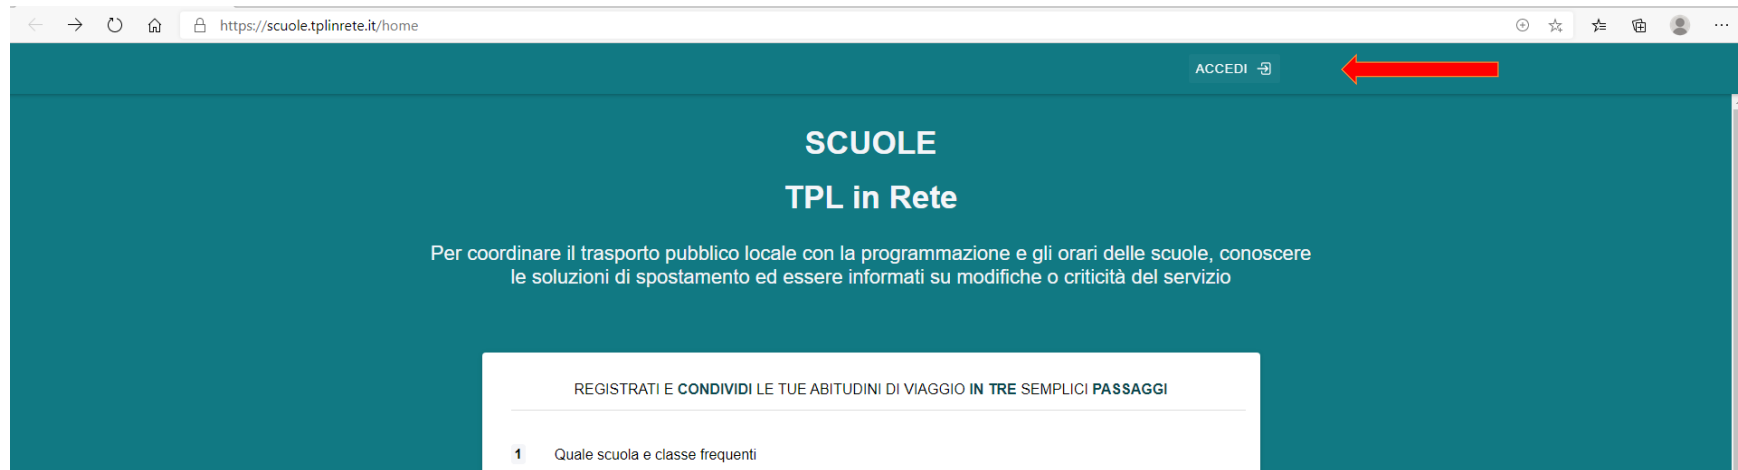 https://scuole.tplinrete.it/home
ACCEDI
SCUOLE
TPL in Rete
Per coordinare il trasporto pubblico locale con la programmazione e gli orari delle scuole, conoscere
le soluzioni di spostamento ed essere informati su modifiche o criticità del servizio
REGISTRATI E CONDIVIDI LE TUE ABITUDINI DI VIAGGIO IN TRE SEMPLICI PASSAGGI
1 Quale scuola e classe frequenti